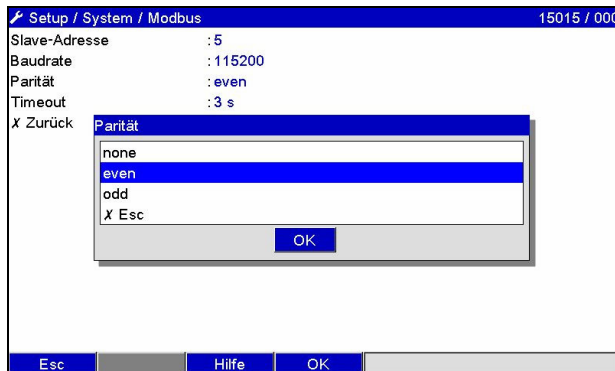 Setup / System / Modbus 15015 / 000
Slave-Adresse :5
Baudrate :115200
Parität :even
Timeout :3 s
✗ Zurück
Parität
none
even
odd
✗ Esc
OK
Esc Hilfe OK